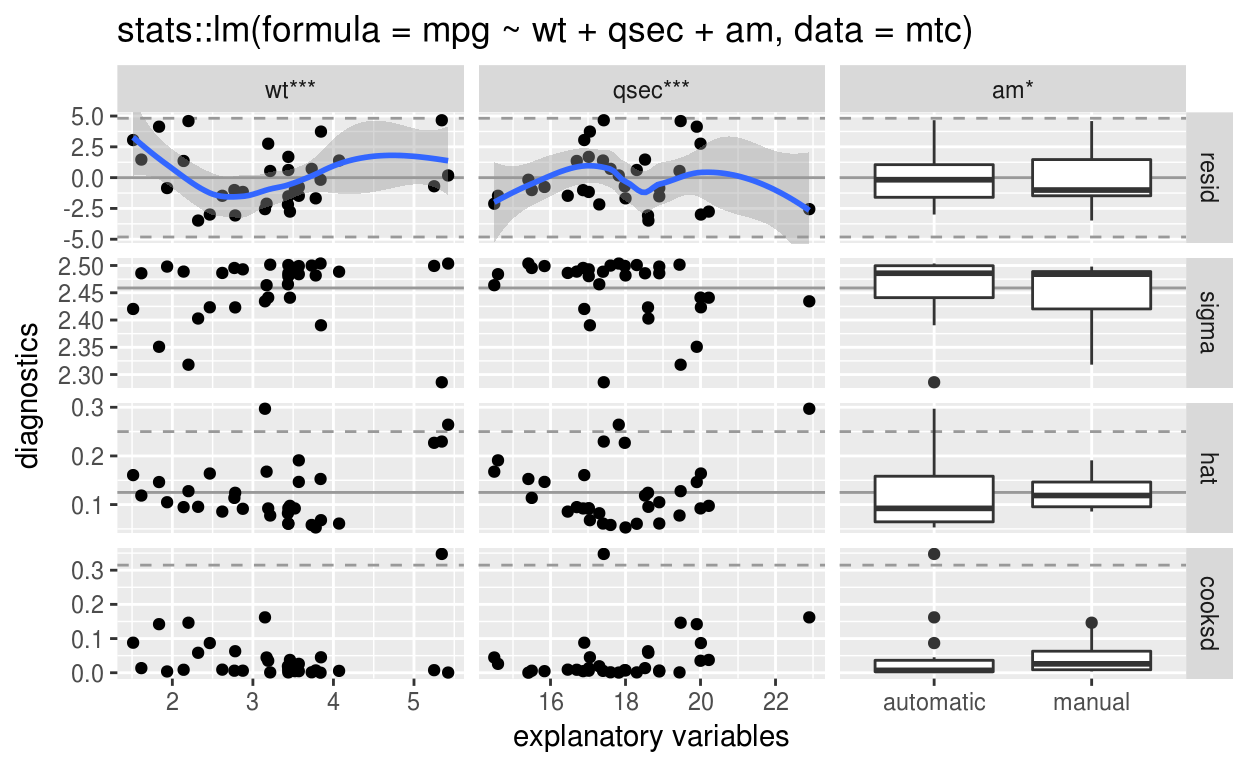 stats::lm(formula = mpg ~ wt + qsec + am, data = mtc)
wt*** qsec*** am*
5.0
2.5
0.0
-2.5
-5.0
resid
2.50
2.45
2.40
2.35
2.30
sigma
0.3
0.2
0.1
hat
0.3
0.2
0.1
0.0
cooksd
diagnostics
2 3 4 5 16 18 20 22 automatic manual
explanatory variables